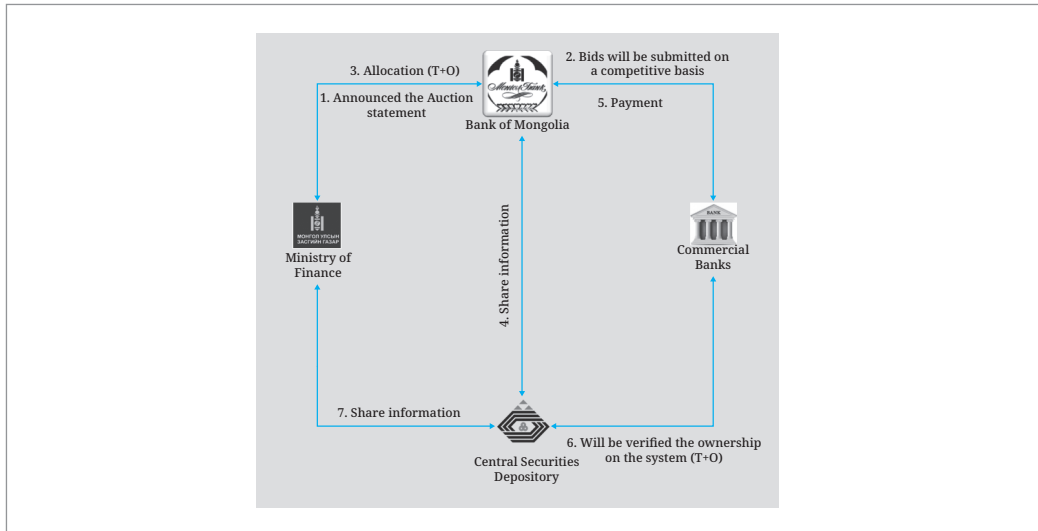 3. Allocation (T+O)
1. Announced the Auction
statement
2. Bids will be submitted on
a competitive basis
5. Payment
Bank of Mongolia
МОНГОЛ УЛСЫН
ЗАСГИЙН ГАЗАР
Ministry of
Finance
BANK
Commercial
Banks
4. Share information
7. Share information
6. Will be verified the ownership
on the system (T+O)
Central Securities
Depository